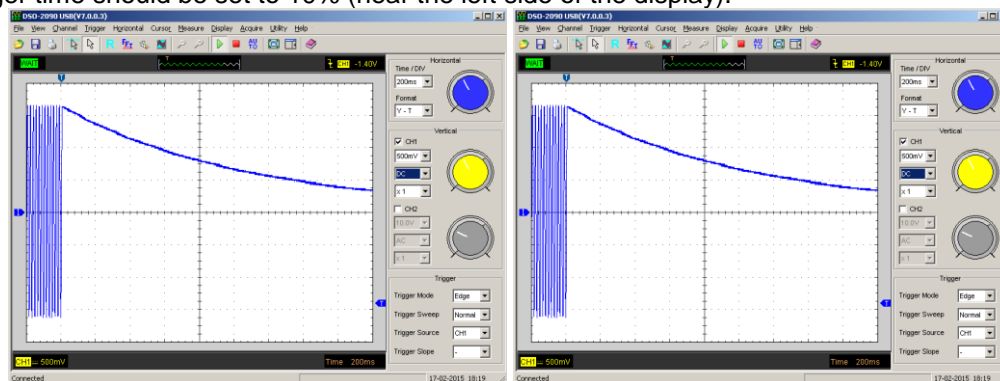 ger time should be set to 10% (near the left side of the display).
DSO-2090 USB(V7.0.0.3)
File View Channel Trigger Horizontal Cursor Measure Display Acquire Utility Help
WAIT
T
CH1 -1.40V
T
1
T
CH1 500mV
Time 200ms
Horizontal
Time / DIV
200ms
Format
Y - T
Vertical
CH1
500mV
DC
x 1
CH2
10.0V
AC
x 1
Trigger
Trigger Mode Edge
Trigger Sweep Normal
Trigger Source CH1
Trigger Slope -
Connected
17-02-2015 18:19
DSO-2090 USB(V7.0.0.3)
File View Channel Trigger Horizontal Cursor Measure Display Acquire Utility Help
WAIT
T
CH1 -1.40V
T
1
T
CH1 500mV
Time 200ms
Horizontal
Time / DIV
200ms
Format
Y - T
Vertical
CH1
500mV
DC
x 1
CH2
10.0V
AC
x 1
Trigger
Trigger Mode Edge
Trigger Sweep Normal
Trigger Source CH1
Trigger Slope -
Connected
17-02-2015 18:19